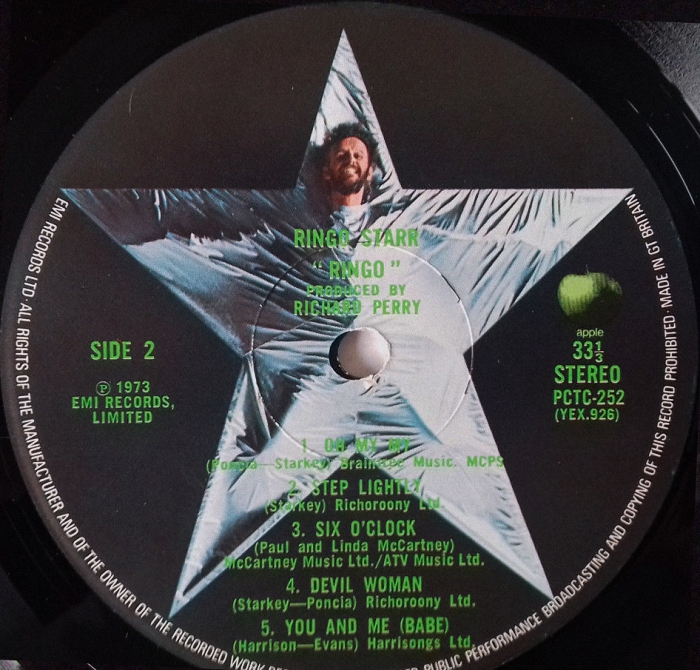 RINGO STARR
"RINGO"
PRODUCED BY
RICHARD PERRY
SIDE 2
Ⓟ 1973
EMI RECORDS,
LIMITED
apple
33⅓
STEREO
PCTC-252
(YEX.926)
1. OH MY MY
(Poncia—Starkey) Braintree Music. MCPS
2. STEP LIGHTLY
(Starkey) Richoroony Ltd.
3. SIX O'CLOCK
(Paul and Linda McCartney)
McCartney Music Ltd./ATV Music Ltd.
4. DEVIL WOMAN
(Starkey—Poncia) Richoroony Ltd.
5. YOU AND ME (BABE)
(Harrison—Evans) Harrisongs Ltd.
EMI RECORDS LTD · ALL RIGHTS OF THE MANUFACTURER AND OF THE OWNER OF THE RECORDED WORK
PUBLIC PERFORMANCE BROADCASTING AND COPYING OF THIS RECORD PROHIBITED · MADE IN GT BRITAIN